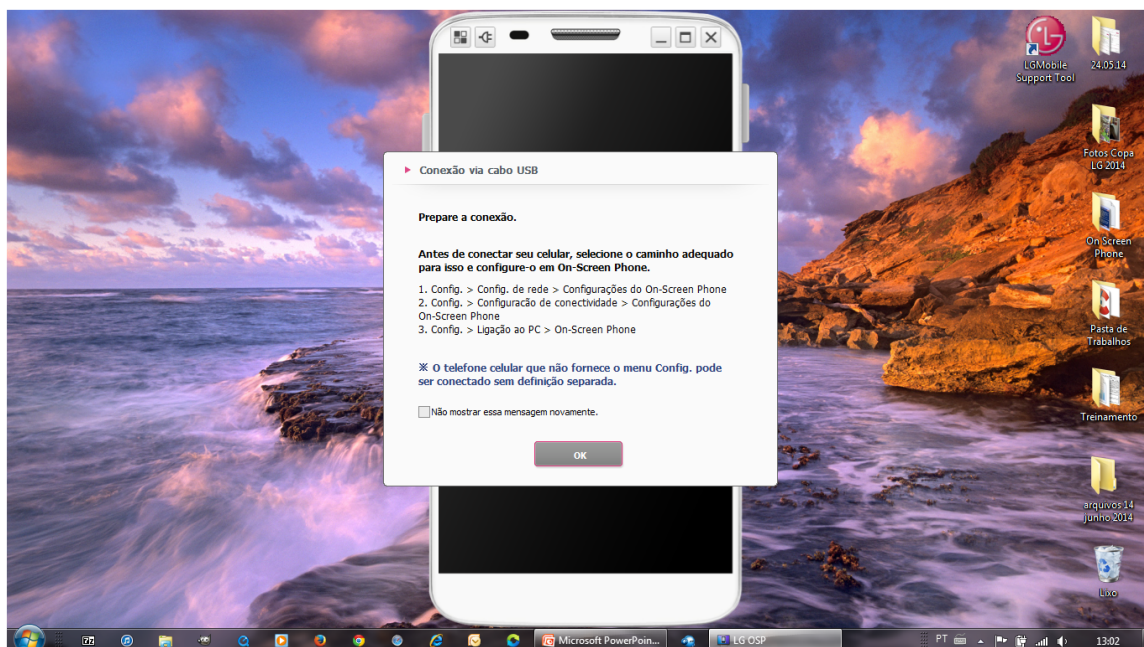 LGMobile
Support Tool
24.05.14
Conexão via cabo USB
Fotos Copa
LG 2014
Prepare a conexão.
Antes de conectar seu celular, selecione o caminho adequado
para isso e configure-o em On-Screen Phone.
On Screen
Phone
1. Config. > Config. de rede > Configurações do On-Screen Phone
2. Config. > Configuracão de conectividade > Configurações do
On-Screen Phone
3. Config. > Ligação ao PC > On-Screen Phone
Pasta de
Trabalhos
※ O telefone celular que não fornece o menu Config. pode
ser conectado sem definição separada.
Não mostrar essa mensagem novamente.
Treinamento
OK
arquivos 14
junho 2014
Lixo
Microsoft PowerPoin...
LG OSP
PT
13:02